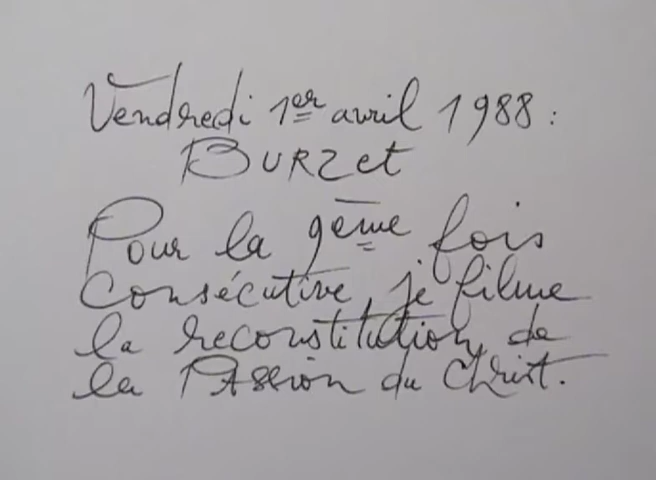 Vendredi 1er avril 1988 :
BURZet
Pour la 9ème fois
consécutive, je filme
la reconstitution de
la Passion du Christ.